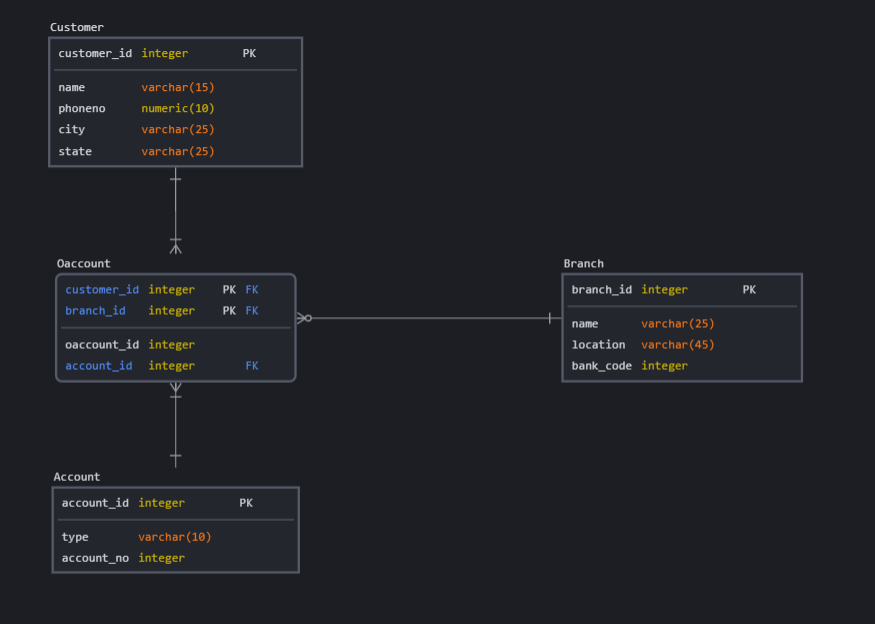 Customer
customer_id integer PK
name varchar(15)
phoneno numeric(10)
city varchar(25)
state varchar(25)
Oaccount
customer_id integer PK FK
branch_id integer PK FK
oaccount_id integer
account_id integer FK
Branch
branch_id integer PK
name varchar(25)
location varchar(45)
bank_code integer
Account
account_id integer PK
type varchar(10)
account_no integer